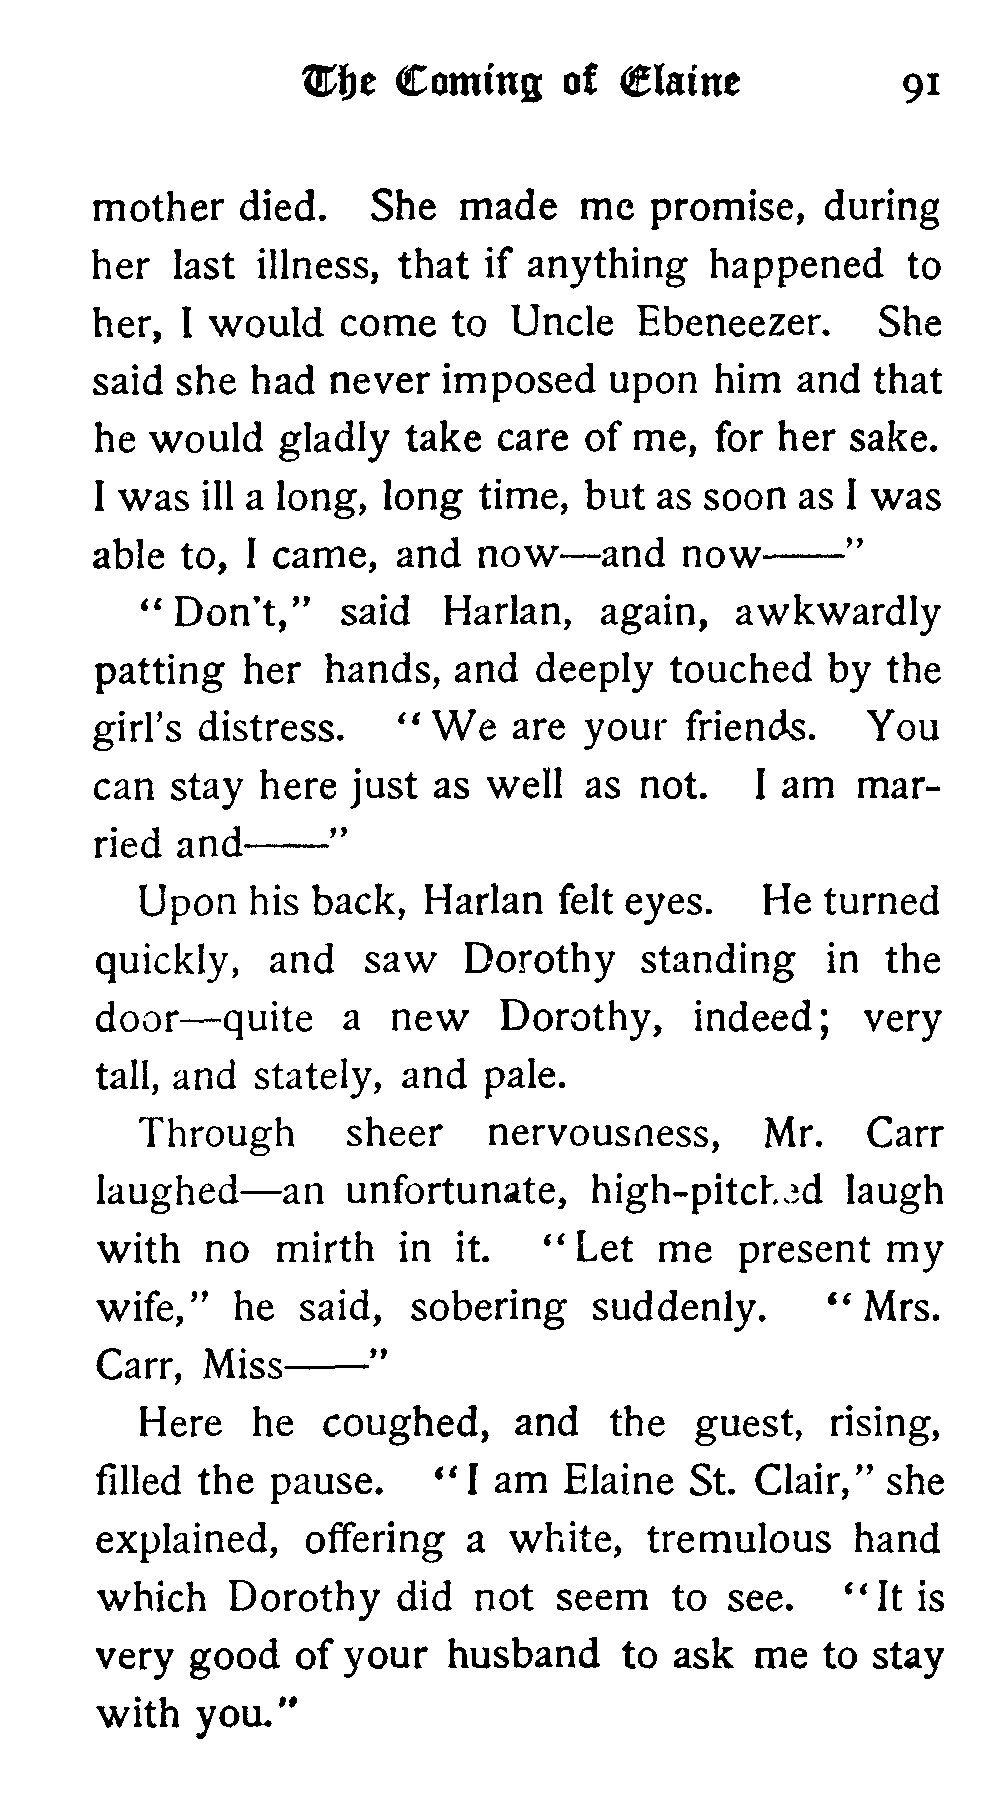 The Coming of Elaine 91
mother died. She made me promise, during
her last illness, that if anything happened to
her, I would come to Uncle Ebeneezer. She
said she had never imposed upon him and that
he would gladly take care of me, for her sake.
I was ill a long, long time, but as soon as I was
able to, I came, and now—and now——"
"Don't," said Harlan, again, awkwardly
patting her hands, and deeply touched by the
girl's distress. "We are your friends. You
can stay here just as well as not. I am mar-
ried and——"
Upon his back, Harlan felt eyes. He turned
quickly, and saw Dorothy standing in the
door—quite a new Dorothy, indeed; very
tall, and stately, and pale.
Through sheer nervousness, Mr. Carr
laughed—an unfortunate, high-pitched laugh
with no mirth in it. "Let me present my
wife," he said, sobering suddenly. "Mrs.
Carr, Miss——"
Here he coughed, and the guest, rising,
filled the pause. "I am Elaine St. Clair," she
explained, offering a white, tremulous hand
which Dorothy did not seem to see. "It is
very good of your husband to ask me to stay
with you."